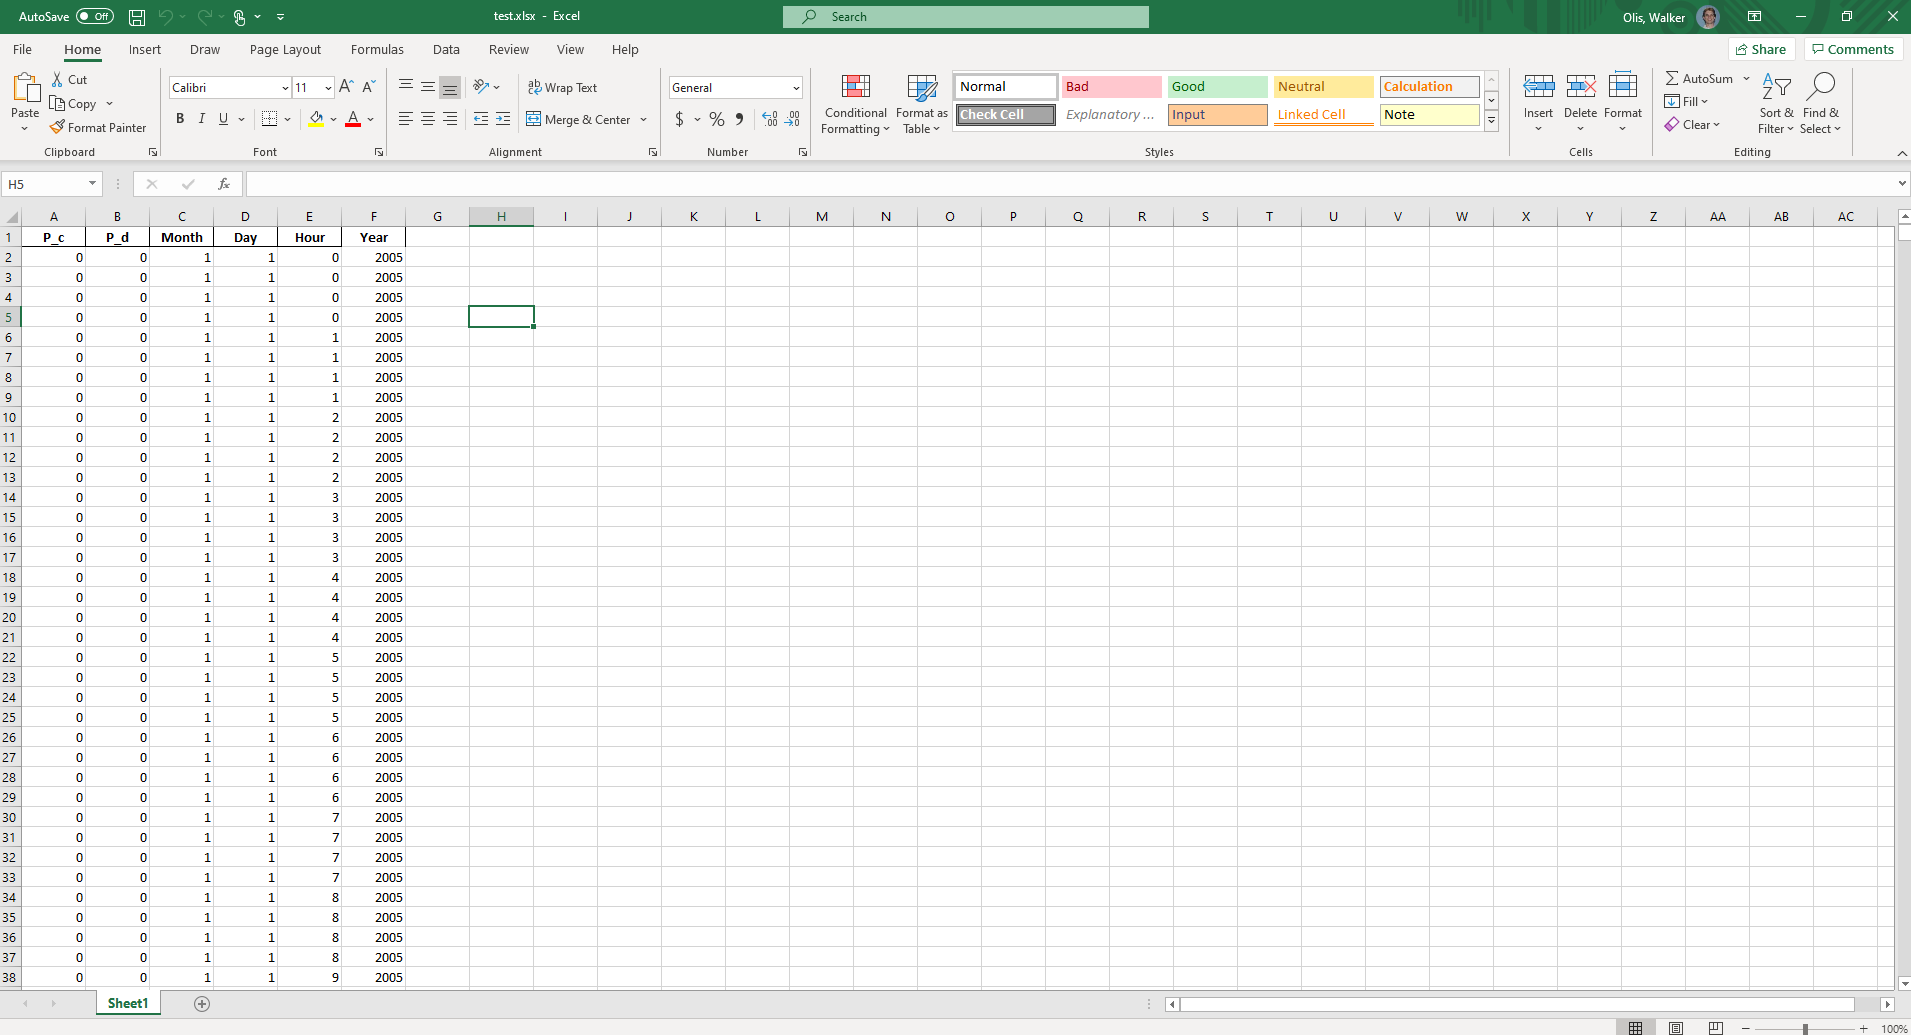 AutoSave Off test.xlsx - Excel Search Olis, Walker
File Home Insert Draw Page Layout Formulas Data Review View Help Share Comments
Paste Cut Copy Format Painter Clipboard
Calibri 11 A A B I U A Font
ab Wrap Text Merge & Center Alignment
General $ % 9 Number
Conditional Formatting Format as Table
Normal Bad Good Neutral Calculation
Check Cell Explanatory ... Input Linked Cell Note
Styles
Insert Delete Format Cells
AutoSum Fill Clear Sort & Filter Find & Select Editing
H5 fx
A B C D E F G H I J K L M N O P Q R S T U V W X Y Z AA AB AC
1 P_c P_d Month Day Hour Year
2 0 0 1 1 0 2005
3 0 0 1 1 0 2005
4 0 0 1 1 0 2005
5 0 0 1 1 0 2005
6 0 0 1 1 1 2005
7 0 0 1 1 1 2005
8 0 0 1 1 1 2005
9 0 0 1 1 1 2005
10 0 0 1 1 2 2005
11 0 0 1 1 2 2005
12 0 0 1 1 2 2005
13 0 0 1 1 2 2005
14 0 0 1 1 3 2005
15 0 0 1 1 3 2005
16 0 0 1 1 3 2005
17 0 0 1 1 3 2005
18 0 0 1 1 4 2005
19 0 0 1 1 4 2005
20 0 0 1 1 4 2005
21 0 0 1 1 4 2005
22 0 0 1 1 5 2005
23 0 0 1 1 5 2005
24 0 0 1 1 5 2005
25 0 0 1 1 5 2005
26 0 0 1 1 6 2005
27 0 0 1 1 6 2005
28 0 0 1 1 6 2005
29 0 0 1 1 6 2005
30 0 0 1 1 7 2005
31 0 0 1 1 7 2005
32 0 0 1 1 7 2005
33 0 0 1 1 7 2005
34 0 0 1 1 8 2005
35 0 0 1 1 8 2005
36 0 0 1 1 8 2005
37 0 0 1 1 8 2005
38 0 0 1 1 9 2005
Sheet1
100%